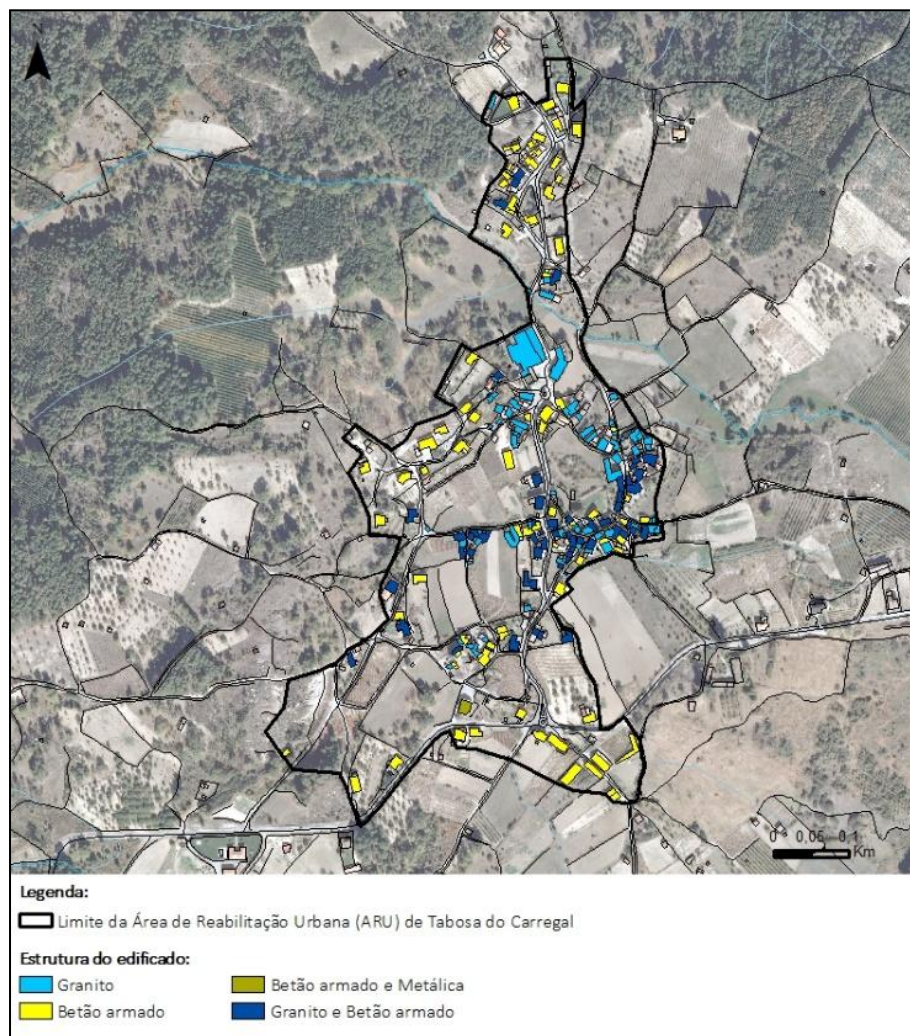 N
0 0,05 0,1
Km
Legenda:
Limite da Área de Reabilitação Urbana (ARU) de Tabosa do Carregal
Estrutura do edificado:
Granito
Betão armado e Metálica
Betão armado
Granito e Betão armado